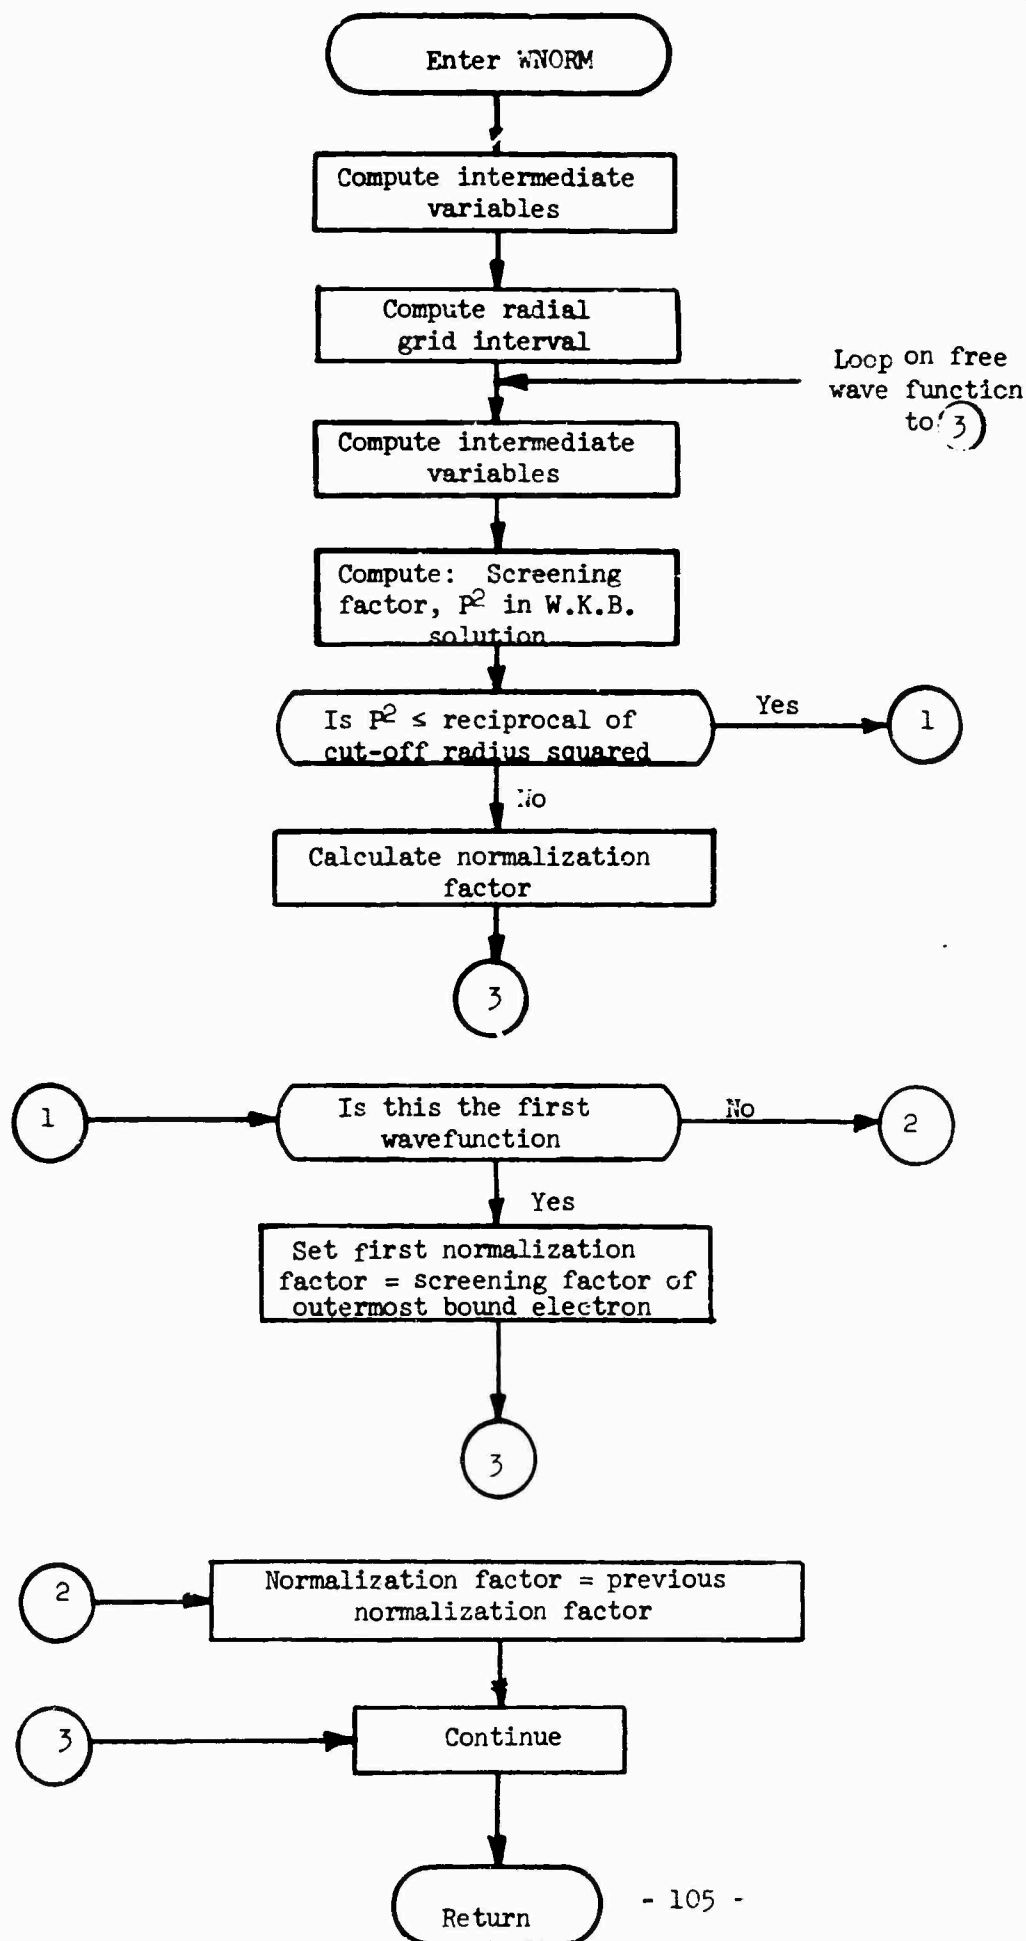 Enter WNORM
Compute intermediate
variables
Compute radial
grid interval
Loop on free
wave function
to 3
Compute intermediate
variables
Compute: Screening
factor, P² in W.K.B.
solution
Is P² ≤ reciprocal of
cut-off radius squared
Yes
1
No
Calculate normalization
factor
3
1
Is this the first
wavefunction
No
2
Yes
Set first normalization
factor = screening factor of
outermost bound electron
3
2
Normalization factor = previous
normalization factor
3
Continue
Return
- 105 -